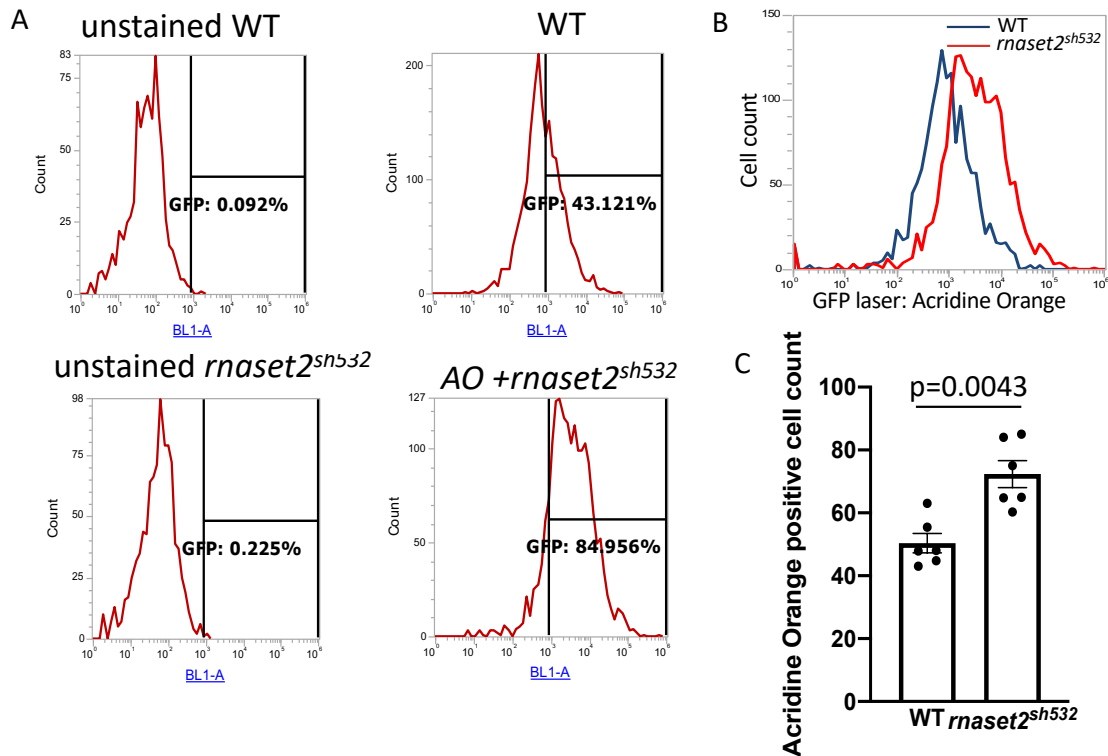 A
unstained WT
83
75
50
25
0
Count
GFP: 0.092%
10^0 10^1 10^2 10^3 10^4 10^5 10^6
BL1-A
WT
200
100
0
Count
GFP: 43.121%
10^0 10^1 10^2 10^3 10^4 10^5 10^6
BL1-A
unstained rnaset2^sh532
98
75
50
25
0
Count
GFP: 0.225%
10^0 10^1 10^2 10^3 10^4 10^5 10^6
BL1-A
AO +rnaset2^sh532
127
100
50
0
Count
GFP: 84.956%
10^0 10^1 10^2 10^3 10^4 10^5 10^6
BL1-A
B
WT
rnaset2^sh532
150
100
50
0
Cell count
10^0 10^1 10^2 10^3 10^4 10^5 10^6
GFP laser: Acridine Orange
C
p=0.0043
100
80
60
40
20
0
Acridine Orange positive cell count
WT rnaset2^sh532